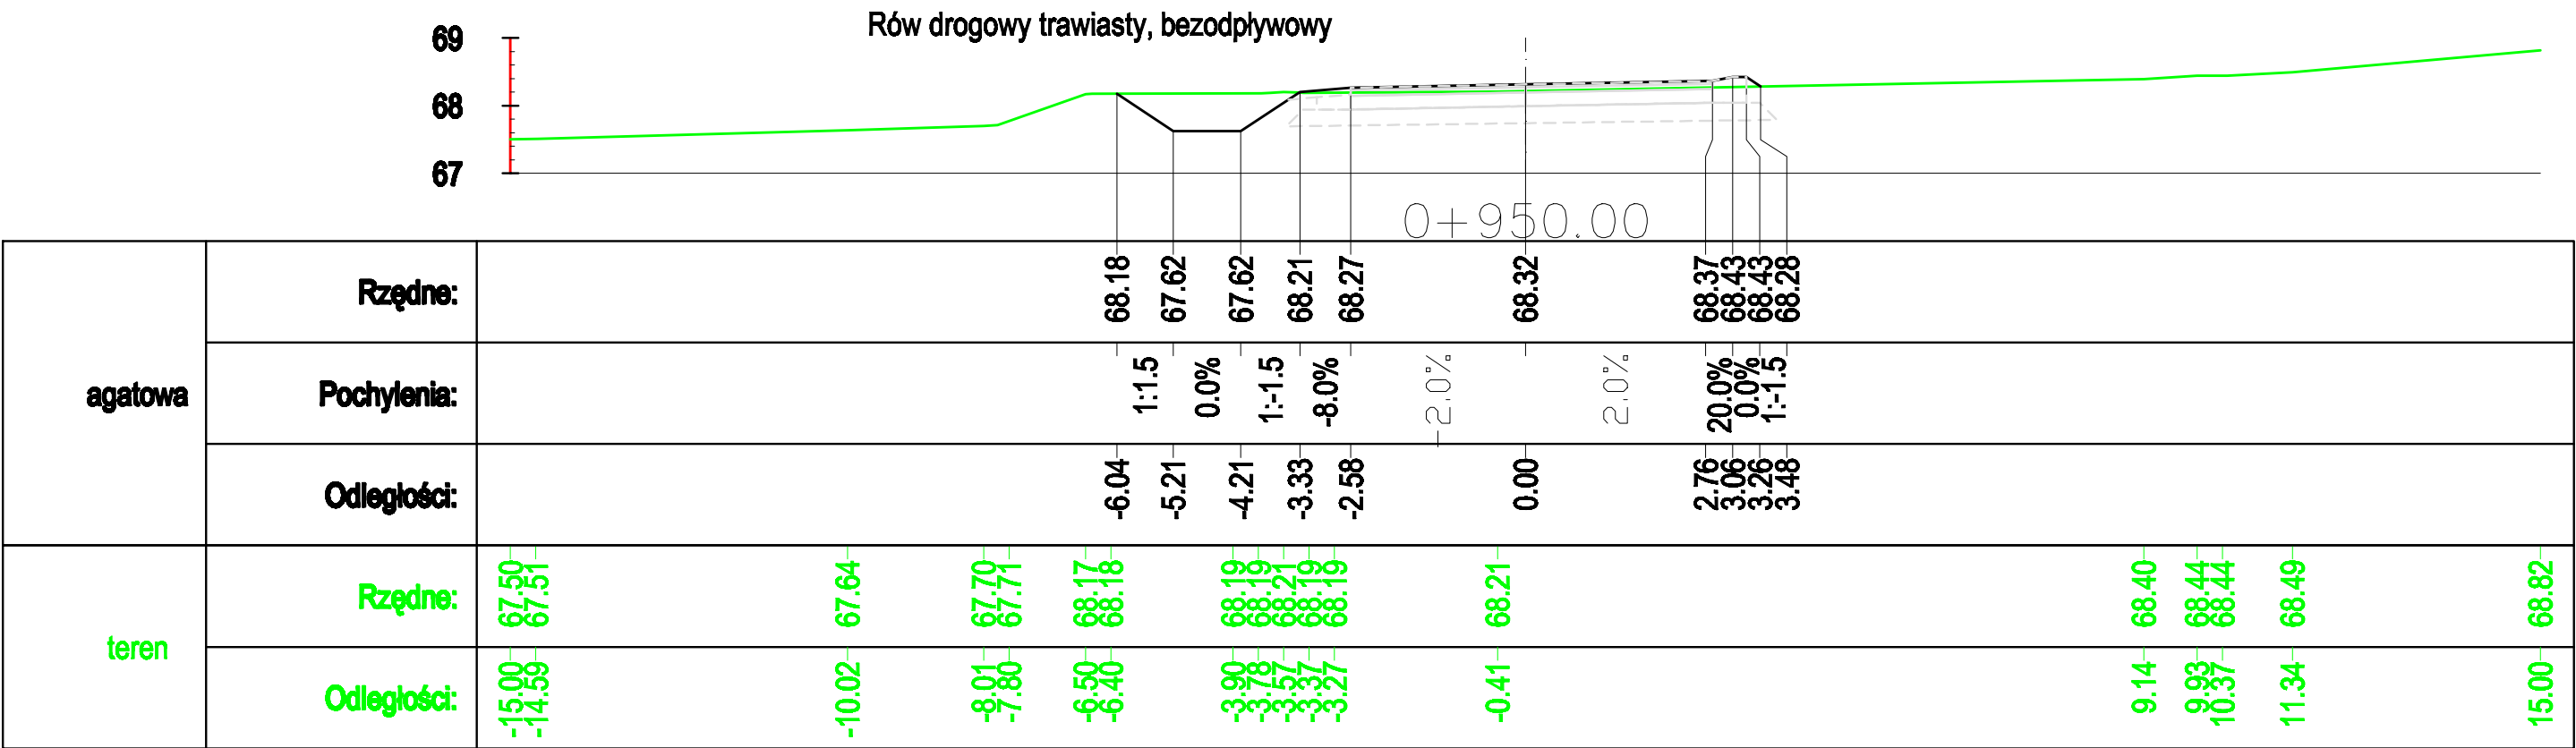 Rów drogowy trawiasty, bezodpływowy
69
68
67
0+950.00
agatowa
Rzędne:
68.18 67.62 67.62 68.21 68.27 68.32 68.37 68.43 68.43 68.28
Pochylenia:
1:1.5 0.0% 1:-1.5 -8.0% -2.0% 2.0% 20.0% 0.0% 1:-1.5
Odległości:
-6.04 -5.21 -4.21 -3.33 -2.58 0.00 2.76 3.06 3.26 3.48
teren
Rzędne:
67.50 67.51 67.64 67.70 67.71 68.17 68.18 68.19 68.19 68.21 68.19 68.19 68.21 68.40 68.44 68.44 68.49 68.82
Odległości:
-15.00 -14.59 -10.02 -8.01 -7.80 -6.50 -6.40 -3.90 -3.78 -3.57 -3.37 -3.27 -0.41 9.14 9.93 10.37 11.34 15.00